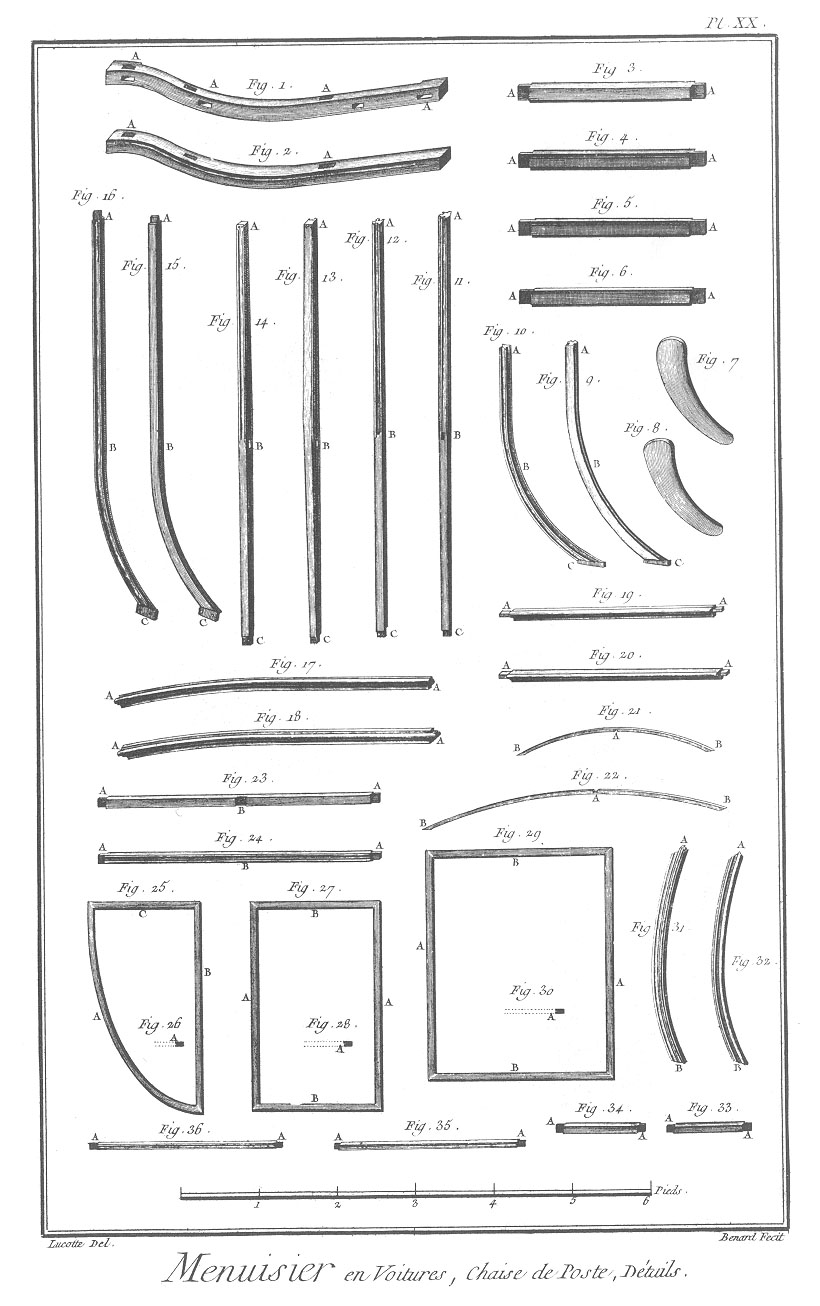 Pl. XX.
A
Fig. 1.
A
A
A
Fig. 3.
A A
A
Fig. 2.
A
Fig. 4.
A A
Fig. 16.
A
A
A
A
A
A
Fig. 5.
A A
Fig. 15.
Fig. 14.
Fig. 13.
Fig. 12.
Fig. 11.
Fig. 6.
A A
Fig. 10.
A
Fig. 9.
A
Fig. 7
Fig. 8.
B
B
B
B
B
B
B
B
C
C
C
C
C
C
C
Fig. 19.
A A
Fig. 17.
A A
Fig. 20.
A A
Fig. 18.
A A
Fig. 21.
B A B
Fig. 23.
A A
B
Fig. 22.
B A B
Fig. 24.
A A
B
Fig. 29.
B
A A
B
Fig. 25.
C
B
A
Fig. 26
A
Fig. 27.
B
A A
B
Fig. 28.
A
Fig. 30
A
A
Fig. 31
B
A
Fig. 32.
B
Fig. 36.
A A
Fig. 35.
A A
Fig. 34.
A A
Fig. 33.
A A
1 2 3 4 5 6 Pieds.
Lucotte Del.
Benard Fecit
Menuisier en Voitures, Chaise de Poste, Détails.